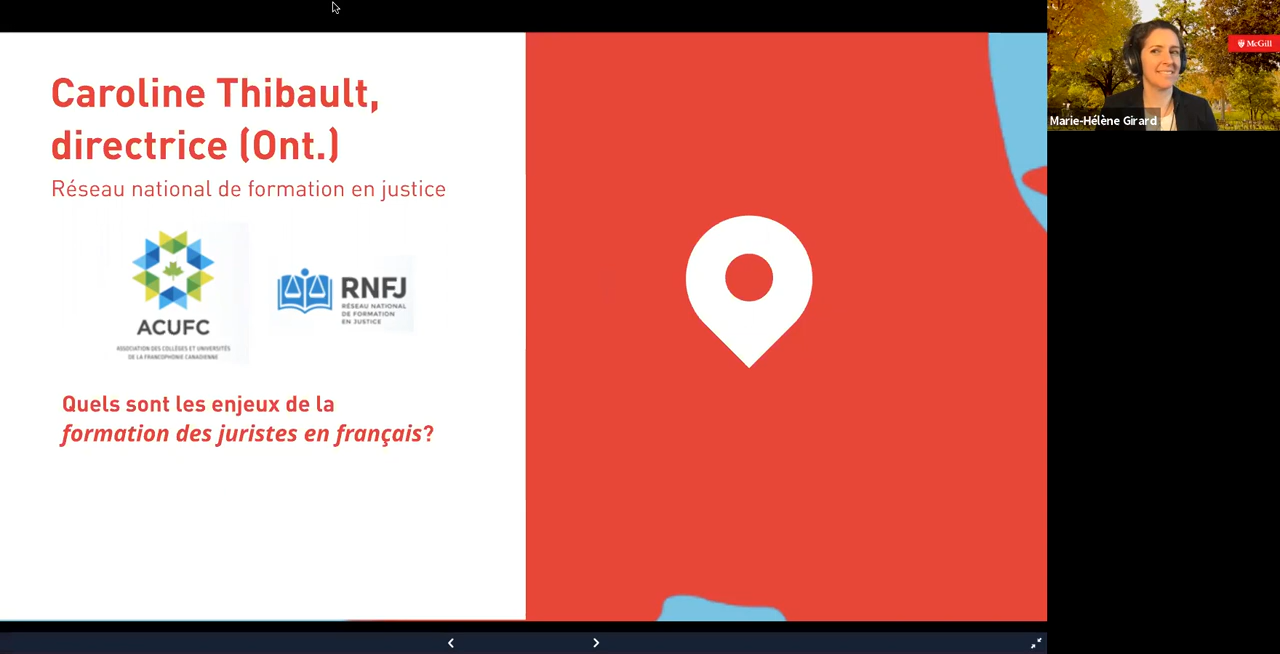 Caroline Thibault,
directrice (Ont.)
Réseau national de formation en justice
ACUFC
ASSOCIATION DES COLLÈGES ET UNIVERSITÉS
DE LA FRANCOPHONIE CANADIENNE
RNFJ
RÉSEAU NATIONAL
DE FORMATION
EN JUSTICE
Quels sont les enjeux de la
formation des juristes en français?
McGill
Marie-Hélène Girard